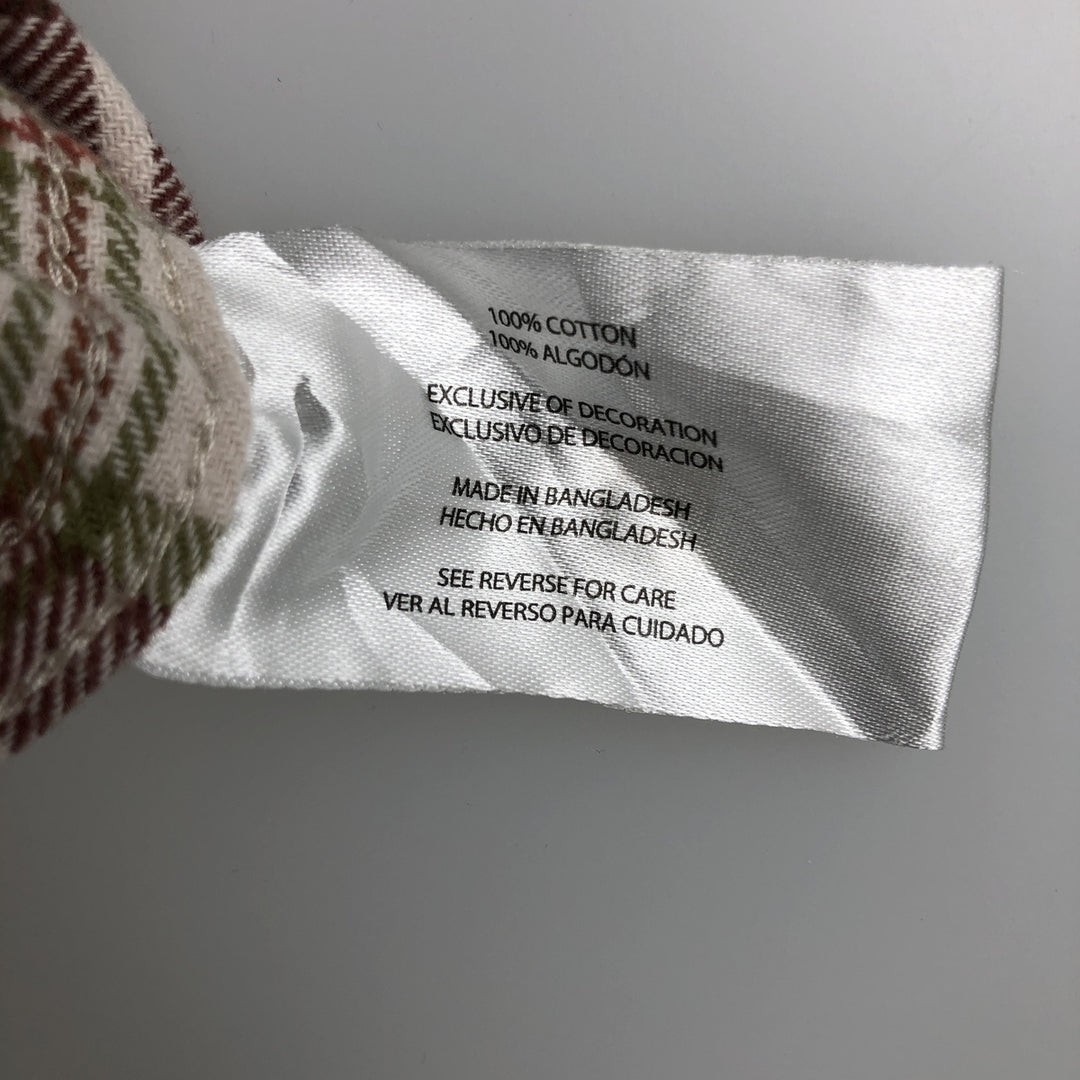 100% COTTON
100% ALGODÓN
EXCLUSIVE OF DECORATION
EXCLUSIVO DE DECORACION
MADE IN BANGLADESH
HECHO EN BANGLADESH
SEE REVERSE FOR CARE
VER AL REVERSO PARA CUIDADO